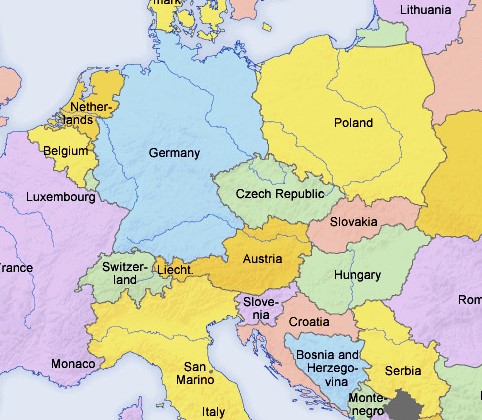 mark
Lithuania
Nether-
lands
Poland
Belgium
Germany
Luxembourg
Czech Republic
Slovakia
Austria
Switzer-
land
Liecht.
rance
Hungary
Slove-
nia
Rom
Croatia
Monaco
San
Marino
Bosnia and
Herzego-
vina
Serbia
Monte-
negro
Italy